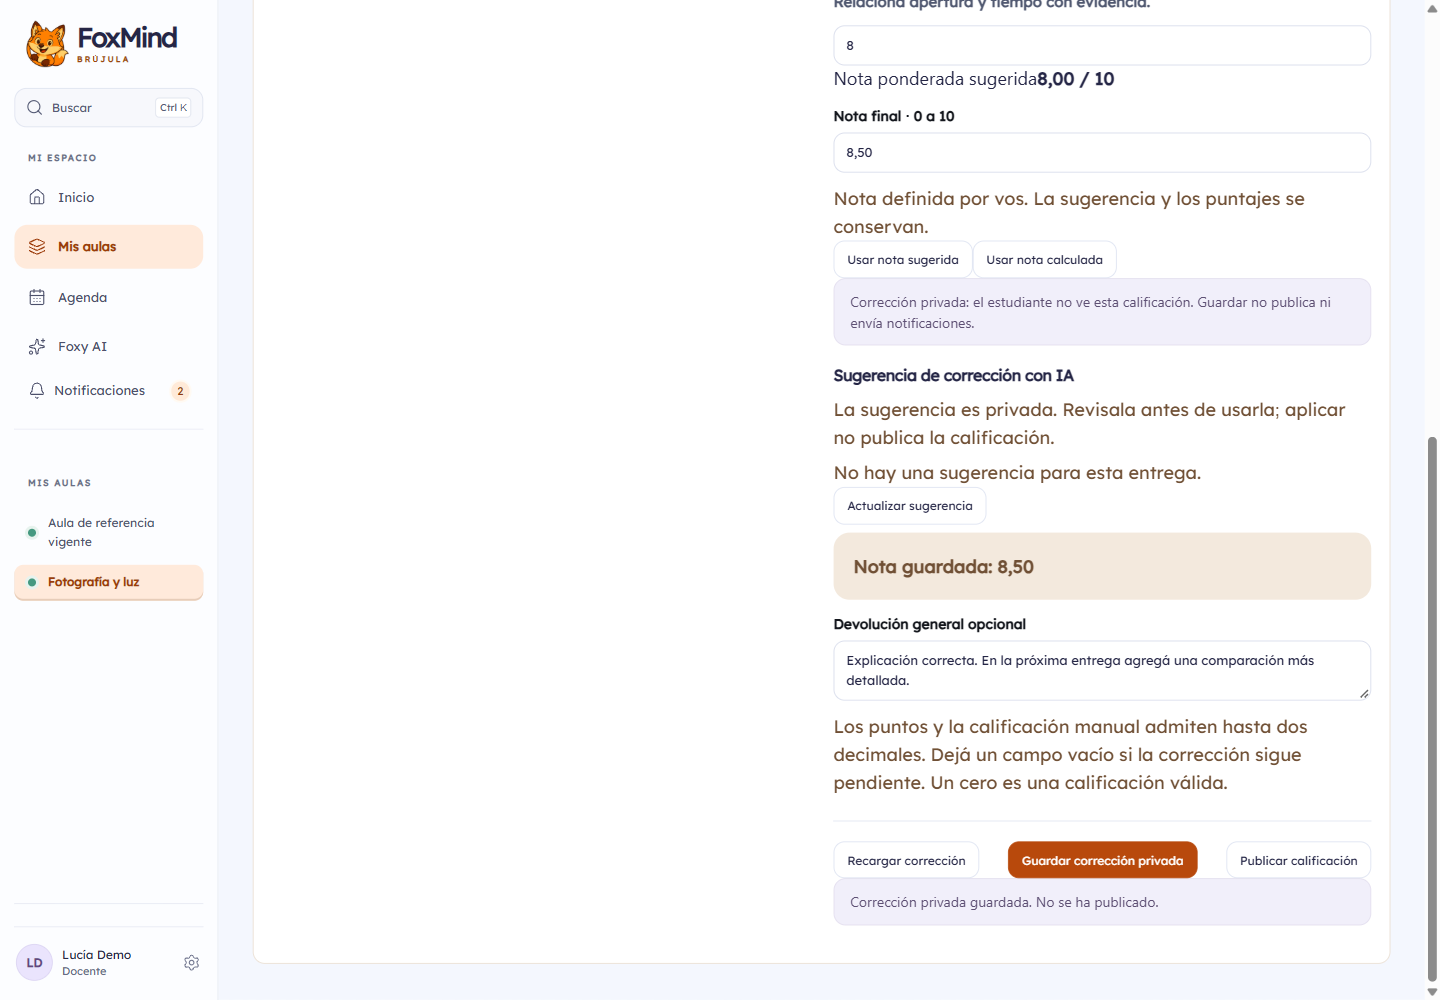 FoxMind
BRÚJULA
Buscar
Ctrl K
MI ESPACIO
Inicio
Mis aulas
Agenda
Foxy AI
Notificaciones
2
MIS AULAS
Aula de referencia
vigente
Fotografía y luz
LD
Lucía Demo
Docente
Relaciona apertura y tiempo con evidencia.
8
Nota ponderada sugerida8,00 / 10
Nota final · 0 a 10
8,50
Nota definida por vos. La sugerencia y los puntajes se
conservan.
Usar nota sugerida
Usar nota calculada
Corrección privada: el estudiante no ve esta calificación. Guardar no publica ni
envía notificaciones.
Sugerencia de corrección con IA
La sugerencia es privada. Revisala antes de usarla; aplicar
no publica la calificación.
No hay una sugerencia para esta entrega.
Actualizar sugerencia
Nota guardada: 8,50
Devolución general opcional
Explicación correcta. En la próxima entrega agregá una comparación más
detallada.
Los puntos y la calificación manual admiten hasta dos
decimales. Dejá un campo vacío si la corrección sigue
pendiente. Un cero es una calificación válida.
Recargar corrección
Guardar corrección privada
Publicar calificación
Corrección privada guardada. No se ha publicado.